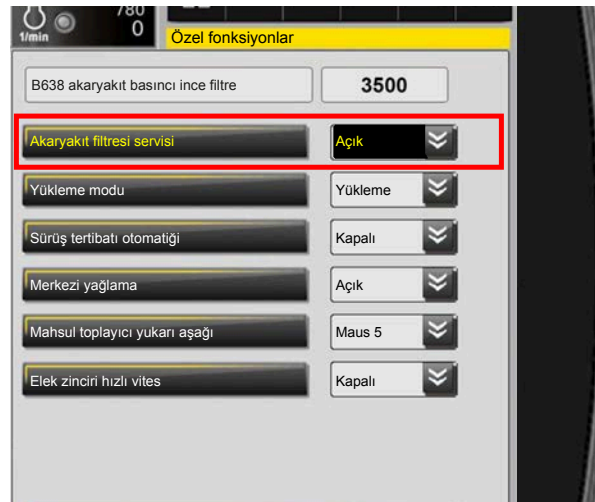 780
1/min
0
Özel fonksiyonlar
B638 akaryakıt basıncı ince filtre
3500
Akaryakıt filtresi servisi
Açık
Yükleme modu
Yükleme
Sürüş tertibatı otomatiği
Kapalı
Merkezi yağlama
Açık
Mahsul toplayıcı yukarı aşağı
Maus 5
Elek zinciri hızlı vites
Kapalı